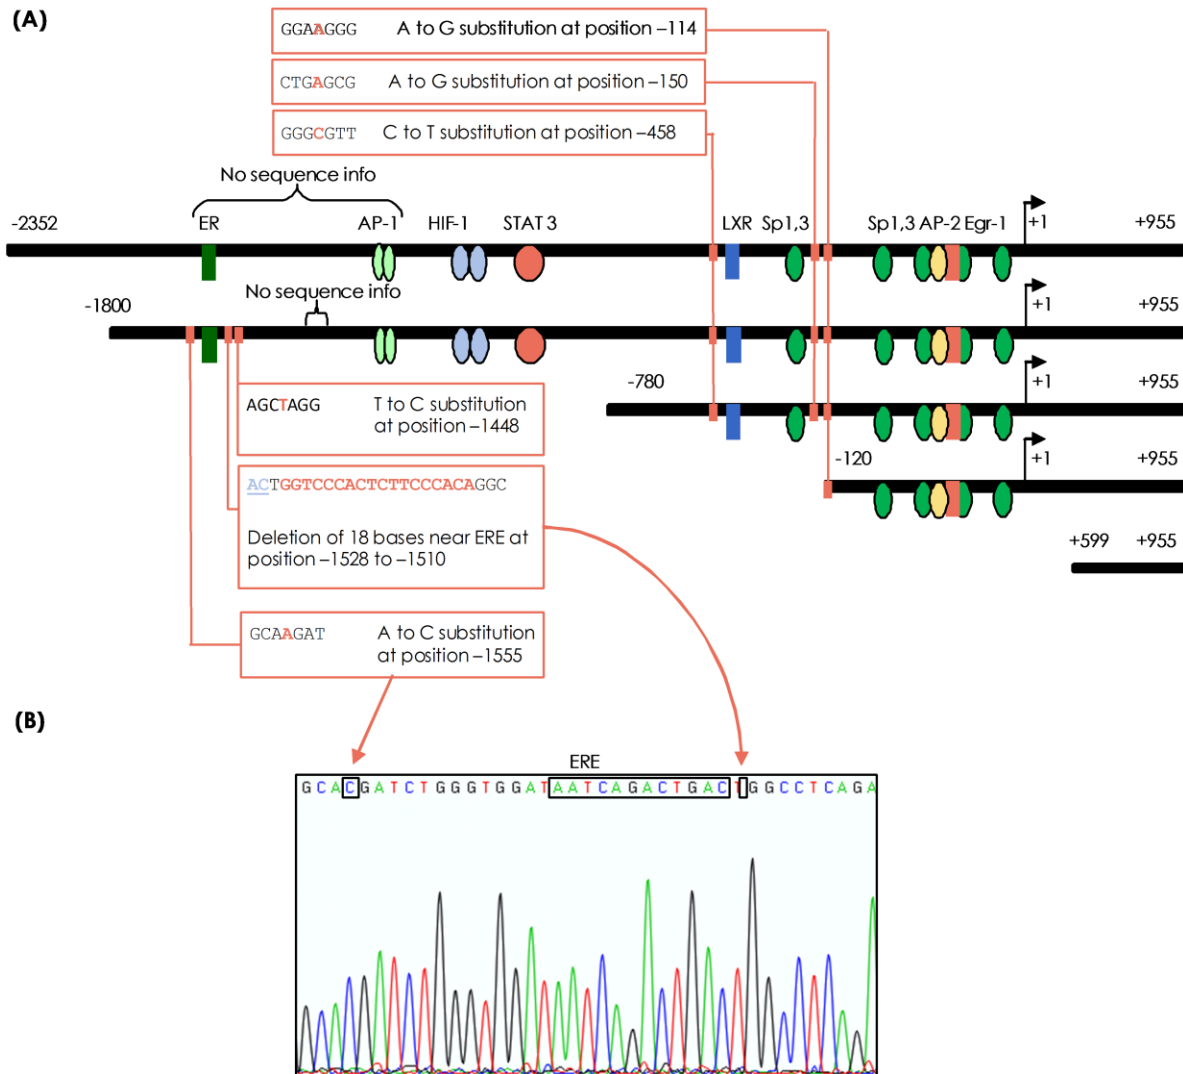 (A)
GGAAGGG A to G substitution at position –114
CTGAGCG A to G substitution at position –150
GGGCGTT C to T substitution at position –458
No sequence info
-2352 ER AP-1 HIF-1 STAT 3 LXR Sp1,3 Sp1,3 AP-2 Egr-1 +1 +955
No sequence info
-1800 +1 +955
-780 +1 +955
AGCTAGG T to C substitution
at position –1448
-120 +1 +955
ACTGGTCCCACTCTTCCCACAGGC
Deletion of 18 bases near ERE at
position –1528 to –1510
+599 +955
GCAAGAT A to C substitution
at position –1555
(B)
ERE
GCACGATCTGGGTGGATAATCAGACTGACTGGCCTCAGA